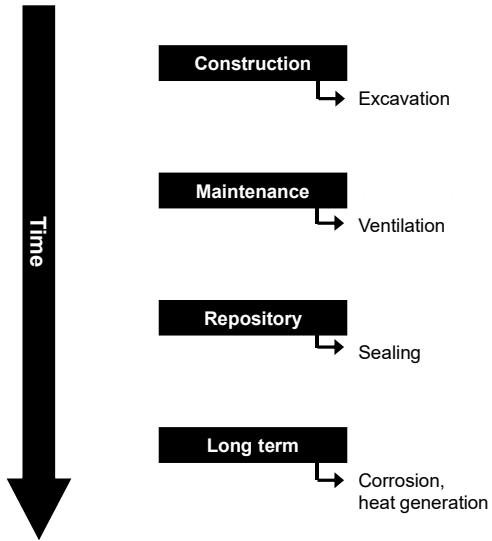 Construction
Excavation
Maintenance
Ventilation
Time
Repository
Sealing
Long term
Corrosion,
heat generation